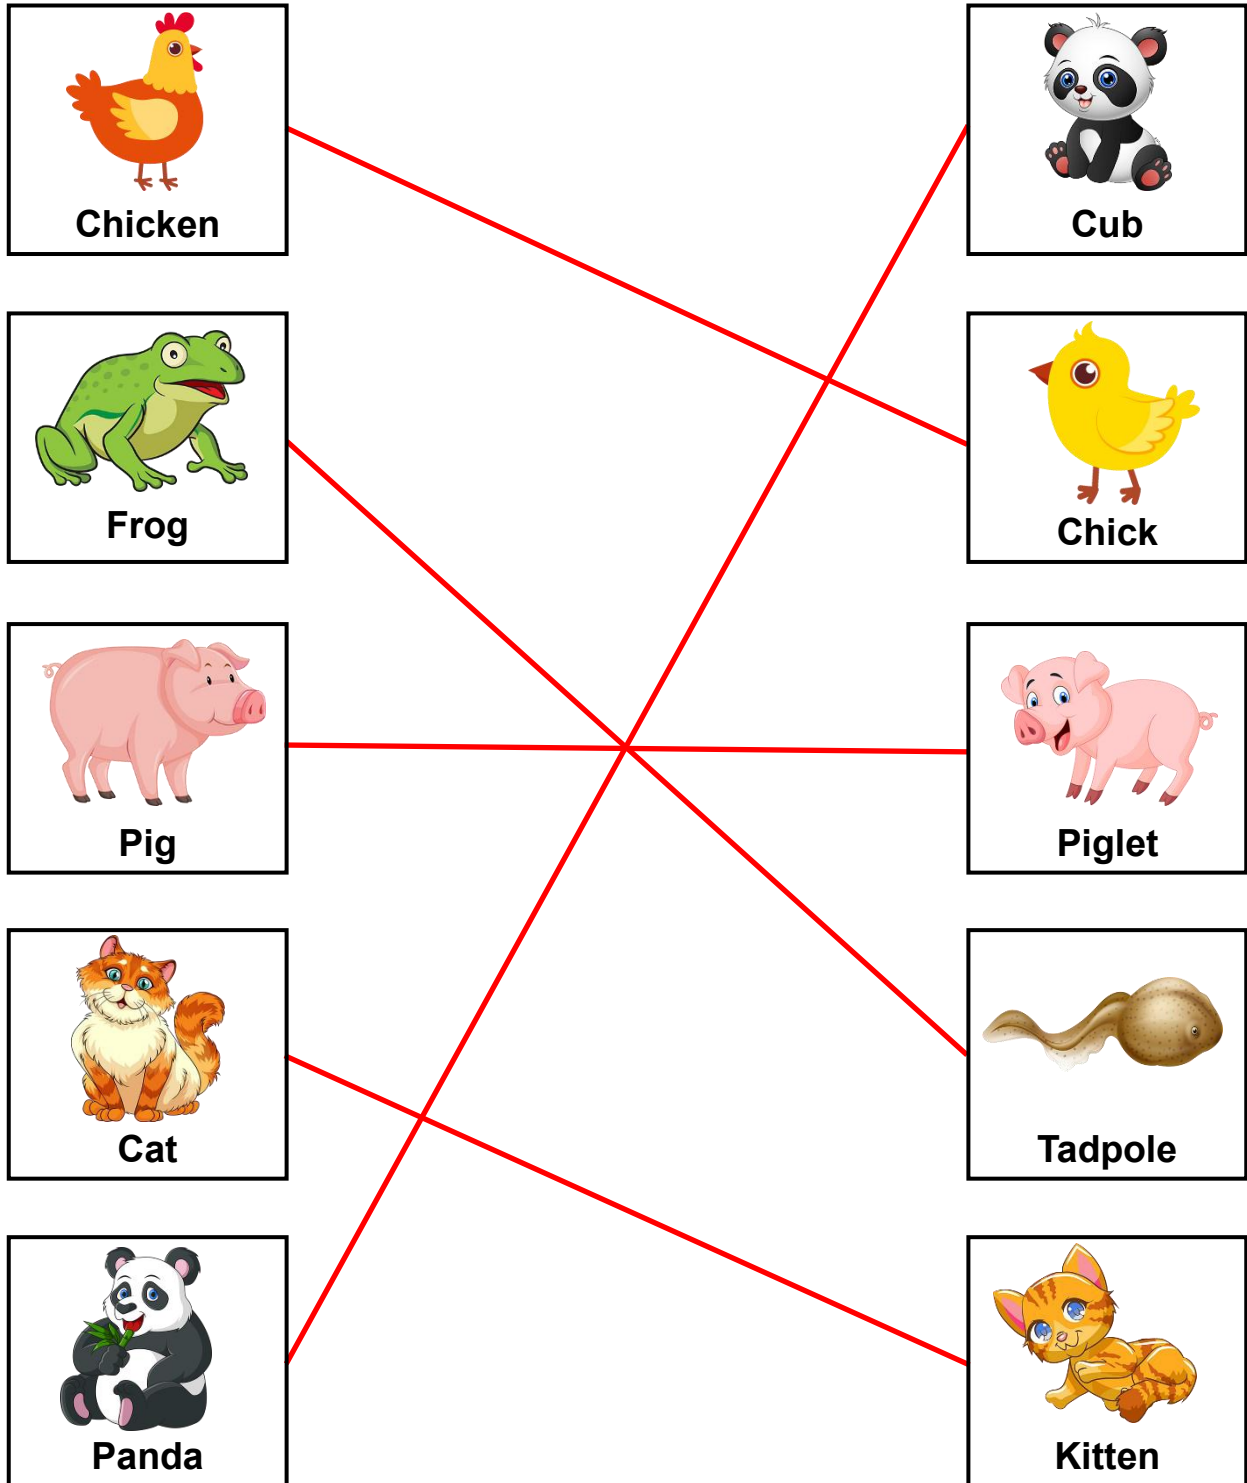 Chicken
Cub
Frog
Chick
Pig
Piglet
Cat
Tadpole
Panda
Kitten